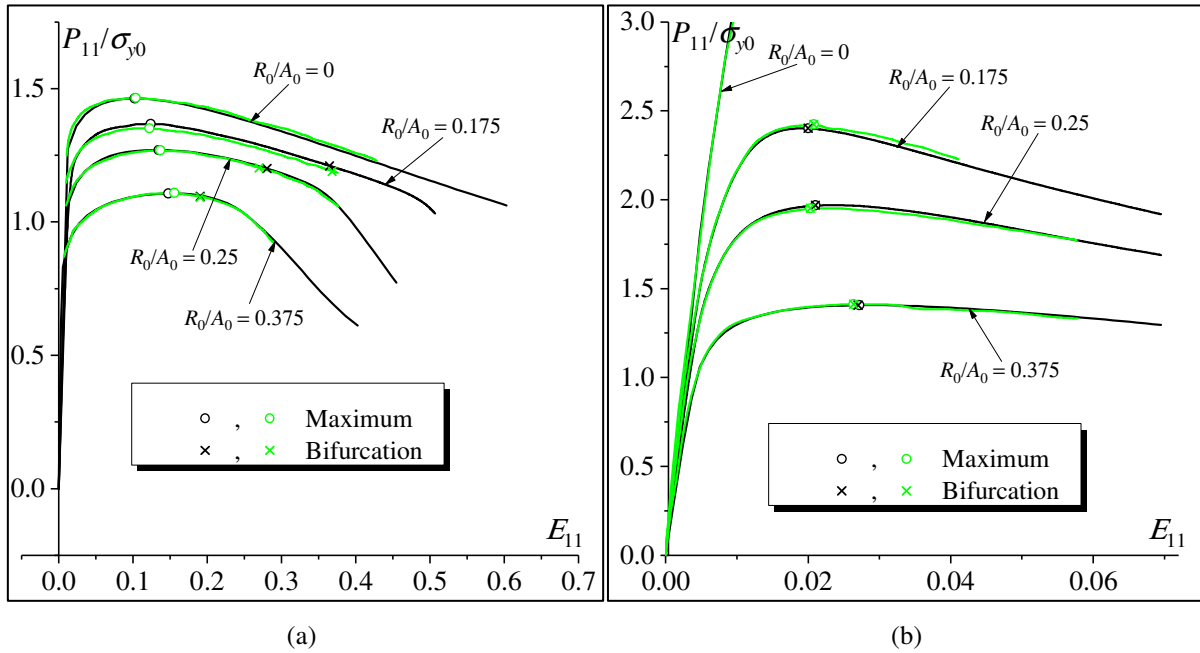 P₁₁/σ_y0
R₀/A₀ = 0
R₀/A₀ = 0.175
R₀/A₀ = 0.25
R₀/A₀ = 0.375
1.5
1.0
0.5
0.0
○ , ○ Maximum
× , × Bifurcation
E₁₁
0.0 0.1 0.2 0.3 0.4 0.5 0.6 0.7
(a)
3.0
P₁₁/σ_y0
R₀/A₀ = 0
R₀/A₀ = 0.175
R₀/A₀ = 0.25
2.5
2.0
1.5
R₀/A₀ = 0.375
1.0
0.5
0.0
○ , ○ Maximum
× , × Bifurcation
E₁₁
0.00 0.02 0.04 0.06
(b)